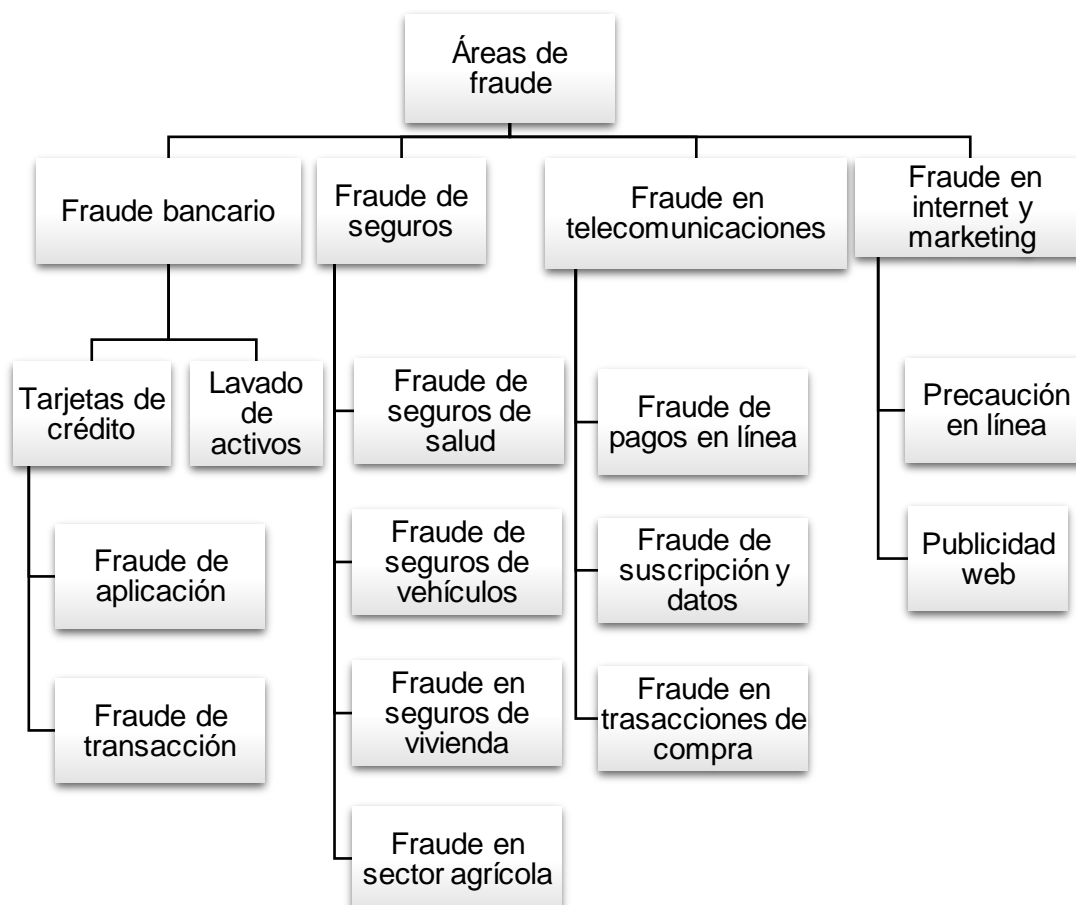 Áreas de
fraude
Fraude bancario
Fraude de
seguros
Fraude en
telecomunicaciones
Fraude en
internet y
marketing
Tarjetas de
crédito
Lavado
de
activos
Fraude de
aplicación
Fraude de
transacción
Fraude de
seguros de
salud
Fraude de
seguros de
vehículos
Fraude en
seguros de
vivienda
Fraude en
sector agrícola
Fraude de
pagos en línea
Fraude de
suscripción y
datos
Fraude en
trasacciones de
compra
Precaución
en línea
Publicidad
web